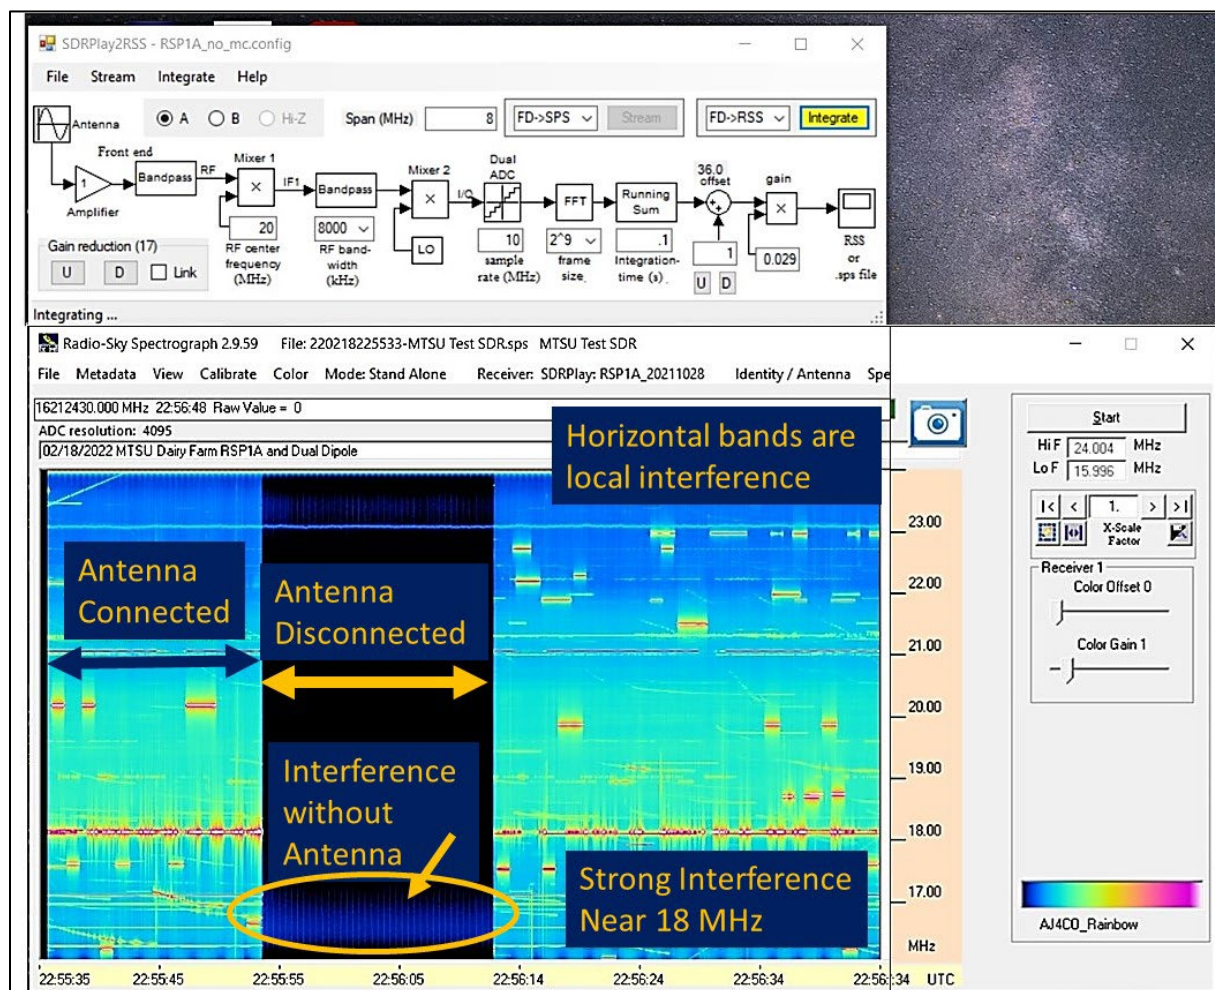 SDRPlay2RSS - RSP1A_no_mc.config
File Stream Integrate Help
Antenna
A B Hi-Z
Span (MHz) 8
FD->SPS Stream
FD->RSS Integrate
Front end
1
Amplifier
Bandpass
RF
Mixer 1
×
IF1
Bandpass
Mixer 2
×
I/Q
Dual
ADC
FFT
Running
Sum
36.0
offset
gain
×
LO
20
RF center
frequency
(MHz)
8000
RF band-
width
(kHz)
10
sample
rate (MHz)
2^9
frame
size
.1
Integration-
time (s)
1
U D
0.029
RSS
or
.sps file
Gain reduction (17)
U D Link
Integrating ...
Radio-Sky Spectrograph 2.9.59 File: 220218225533-MTSU Test SDR.sps MTSU Test SDR
File Metadata View Calibrate Color Mode: Stand Alone Receiver: SDRPlay: RSP1A_20211028 Identity / Antenna Spe
16212430.000 MHz 22:56:48 Raw Value = 0
ADC resolution: 4095
02/18/2022 MTSU Dairy Farm RSP1A and Dual Dipole
Horizontal bands are
local interference
Antenna
Connected
Antenna
Disconnected
Interference
without
Antenna
Strong Interference
Near 18 MHz
23.00
22.00
21.00
20.00
19.00
18.00
17.00
MHz
22:55:35 22:55:45 22:55:55 22:56:05 22:56:14 22:56:24 22:56:34 22:56 :34 UTC
Start
Hi F 24.004 MHz
Lo F 15.996 MHz
|< < 1. > >|
X-Scale
Factor
Receiver 1
Color Offset 0
Color Gain 1
AJ4CO_Rainbow